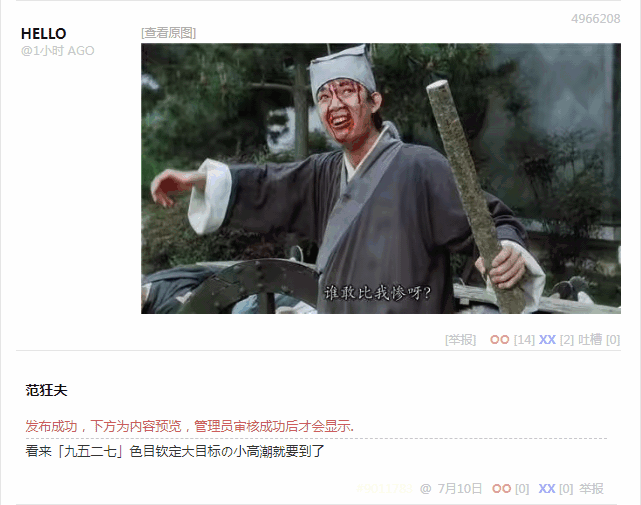 4966208
HELLO
[查看原图]
@1小时 AGO
谁敢比我惨呀?
[举报] OO [14] XX [2] 吐槽 [0]
范狂夫
发布成功，下方为内容预览，管理员审核成功后才会显示.
看来「九五二七」色目钦定大目标の小高潮就要到了
@ 7月10日 OO [0] XX [0] 举报